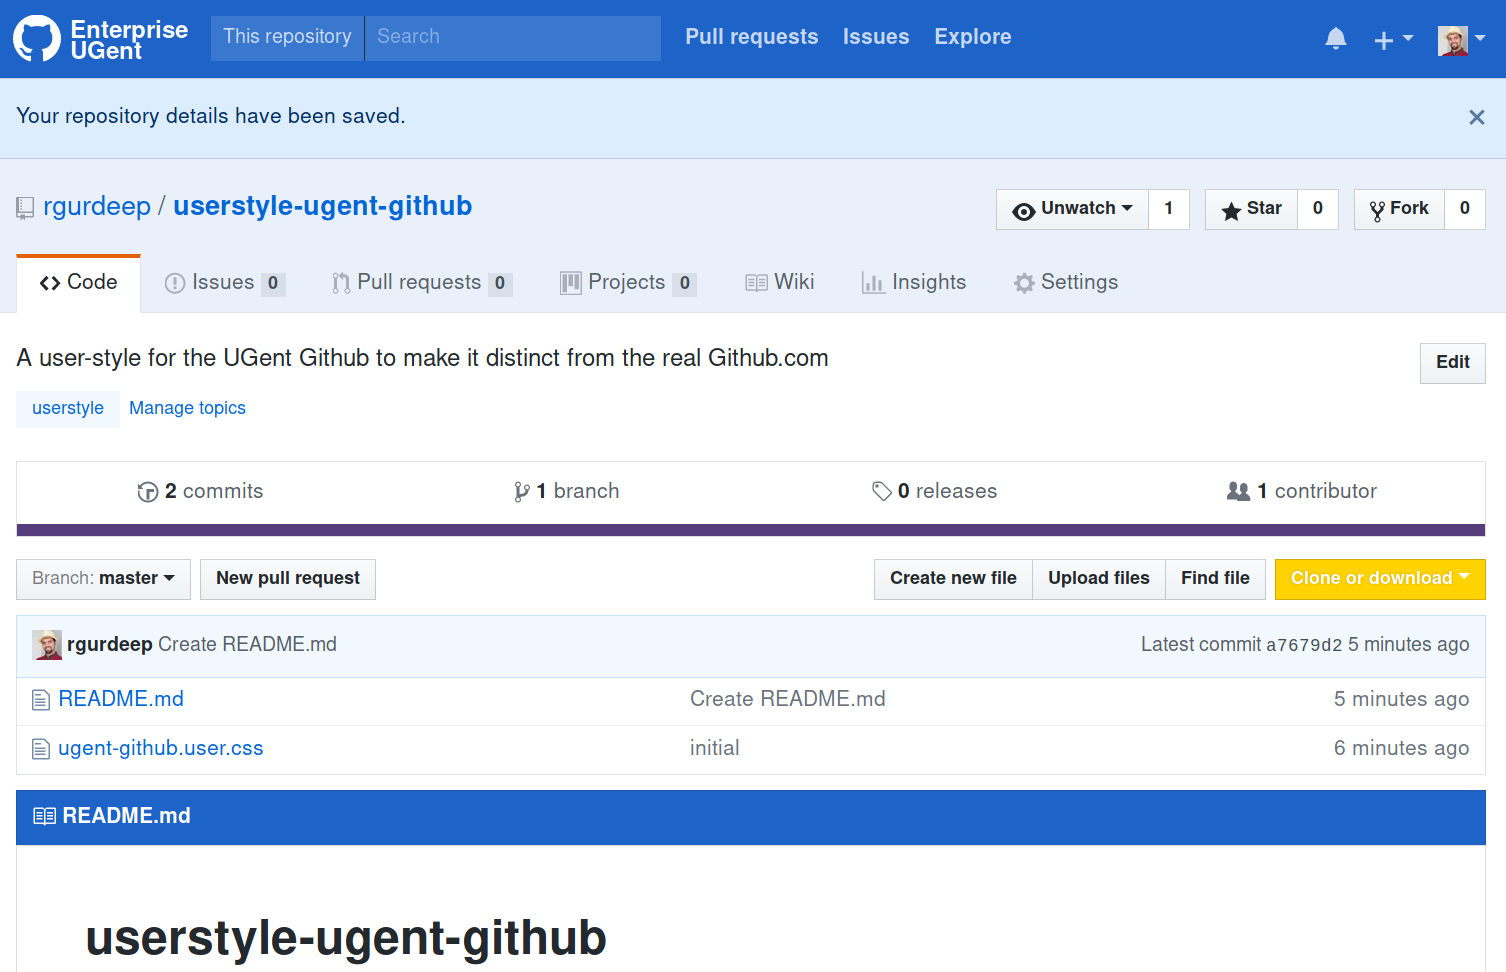 Enterprise
UGent
This repository Search Pull requests Issues Explore
Your repository details have been saved.
rgurdeep / userstyle-ugent-github Unwatch 1 Star 0 Fork 0
Code Issues 0 Pull requests 0 Projects 0 Wiki Insights Settings
A user-style for the UGent Github to make it distinct from the real Github.com Edit
userstyle Manage topics
2 commits 1 branch 0 releases 1 contributor
Branch: master New pull request Create new file Upload files Find file Clone or download
rgurdeep Create README.md Latest commit a7679d2 5 minutes ago
README.md Create README.md 5 minutes ago
ugent-github.user.css initial 6 minutes ago
README.md
userstyle-ugent-github